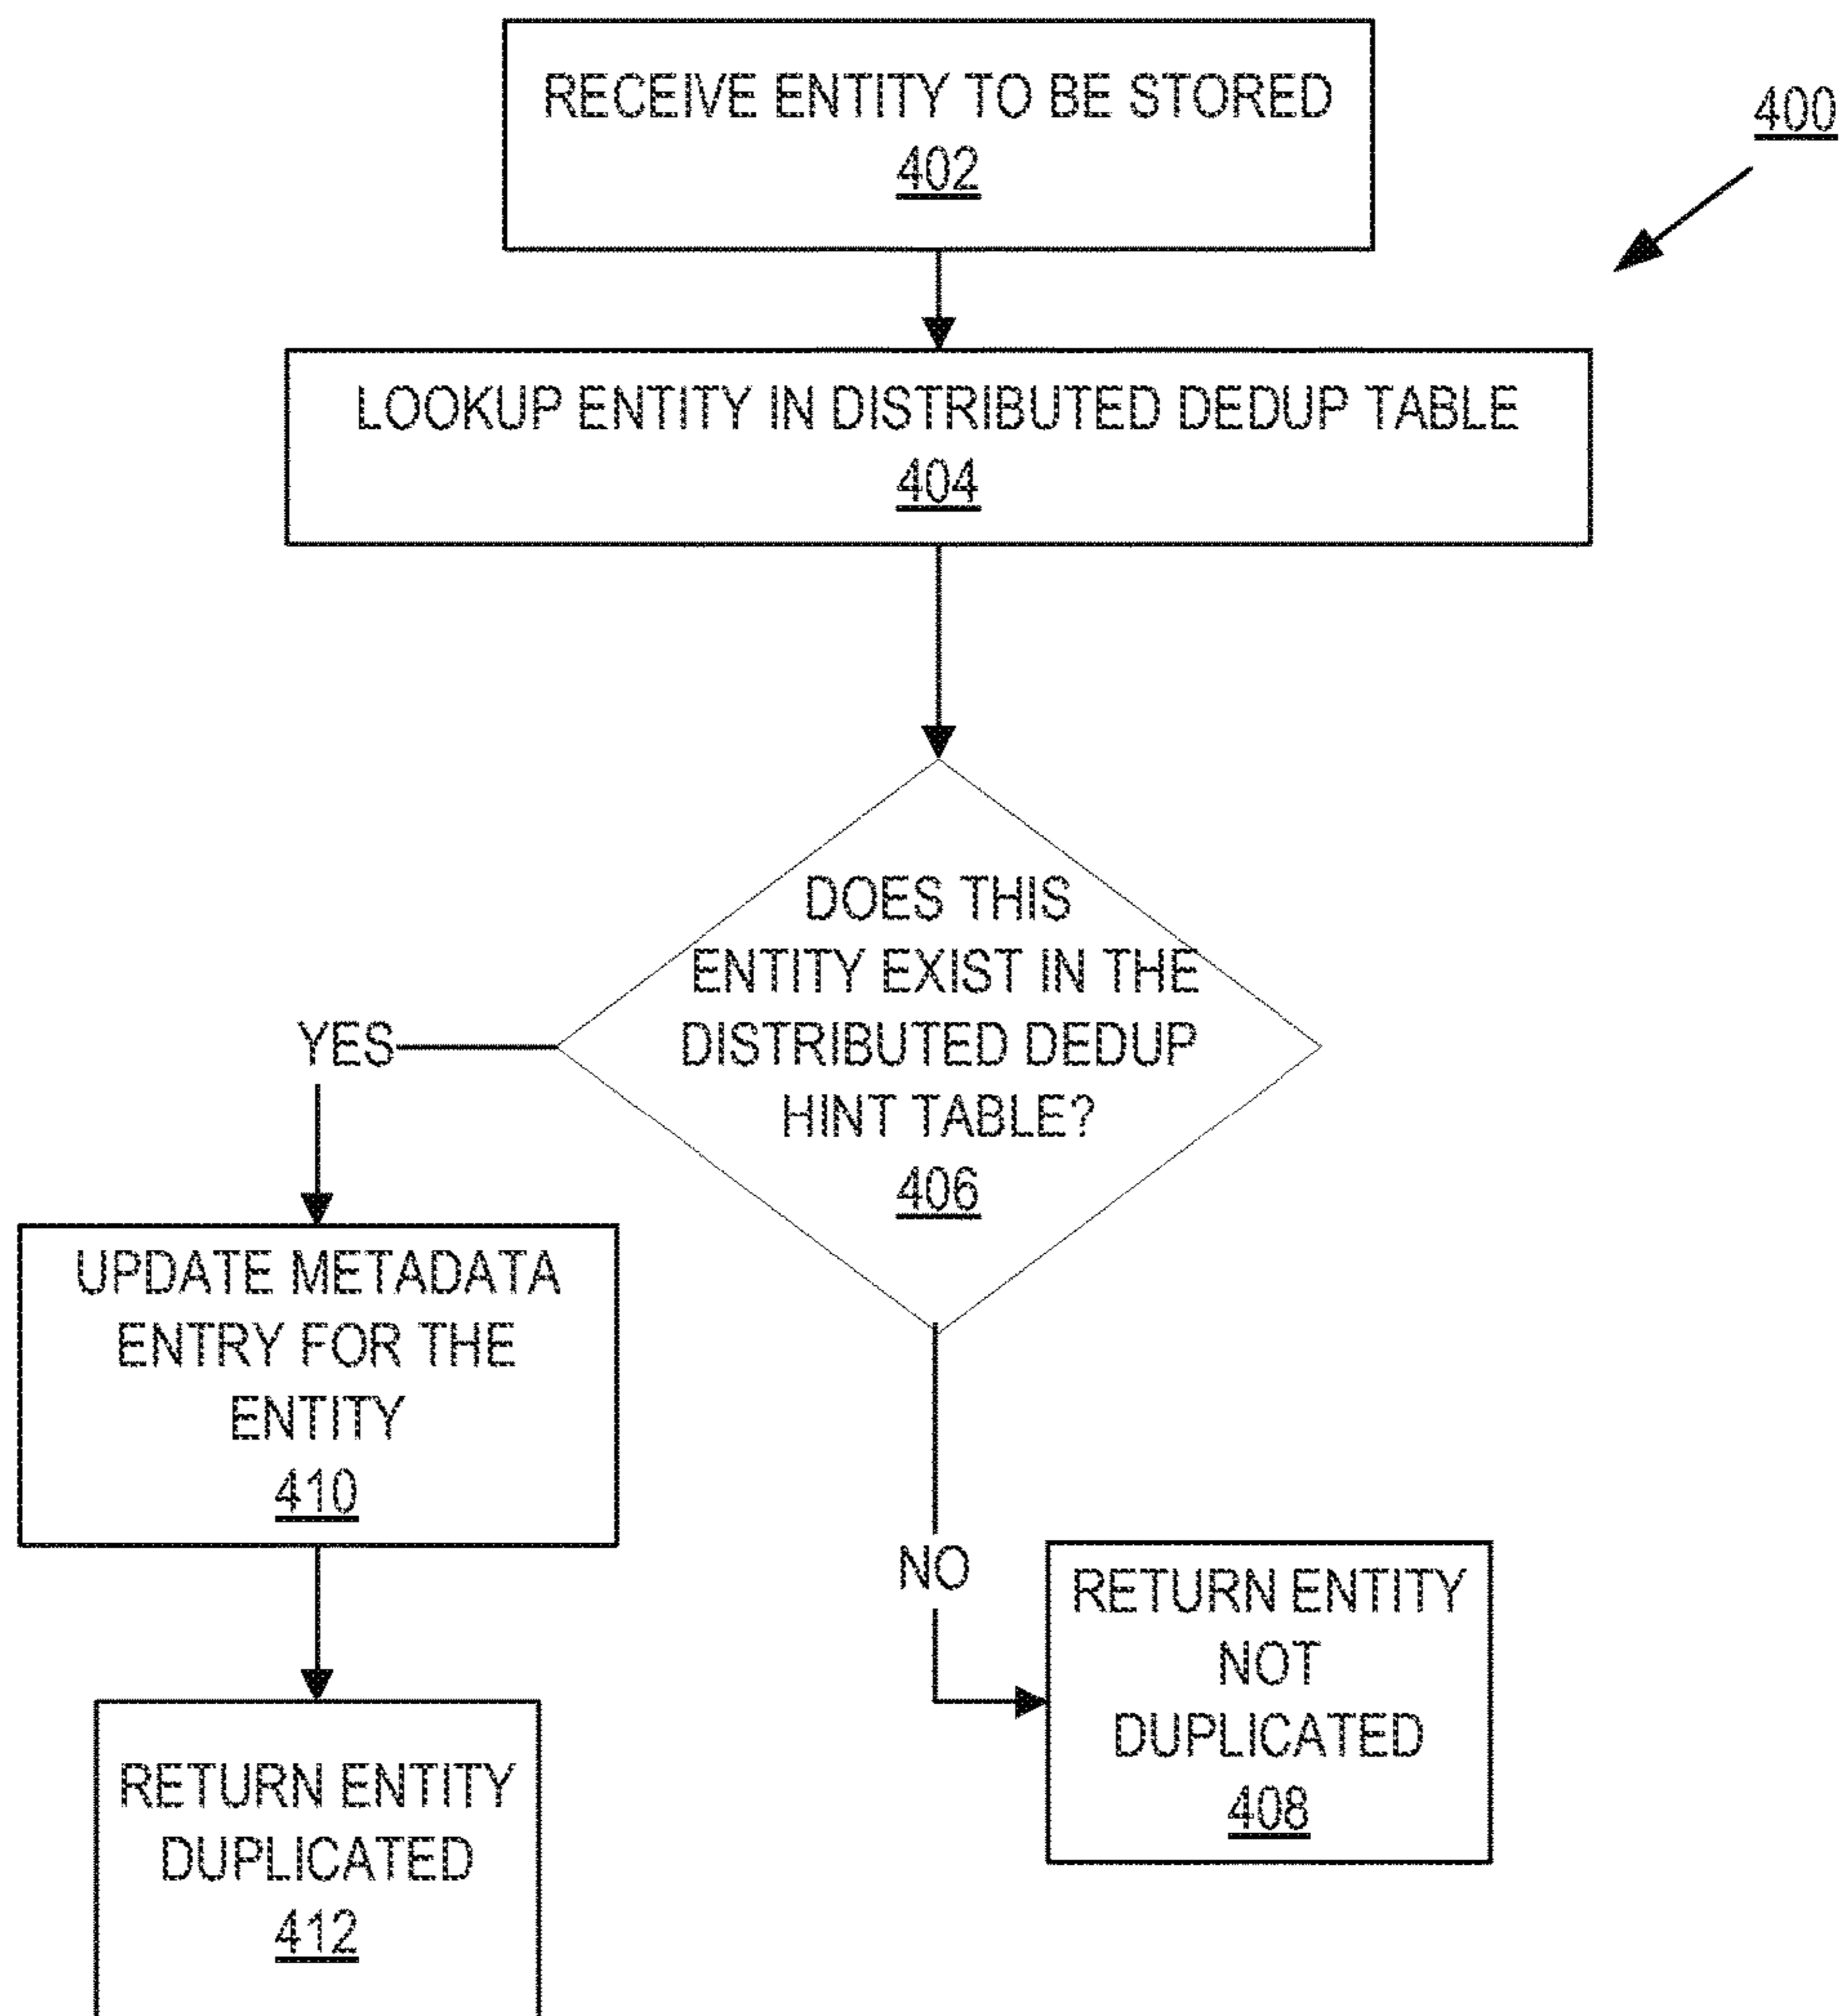 RECEIVE ENTITY TO BE STORED
402
400
LOOKUP ENTITY IN DISTRIBUTED DEDUP TABLE
404
DOES THIS
ENTITY EXIST IN THE
DISTRIBUTED DEDUP
HINT TABLE?
406
YES
UPDATE METADATA
ENTRY FOR THE
ENTITY
410
NO
RETURN ENTITY
NOT
DUPLICATED
408
RETURN ENTITY
DUPLICATED
412